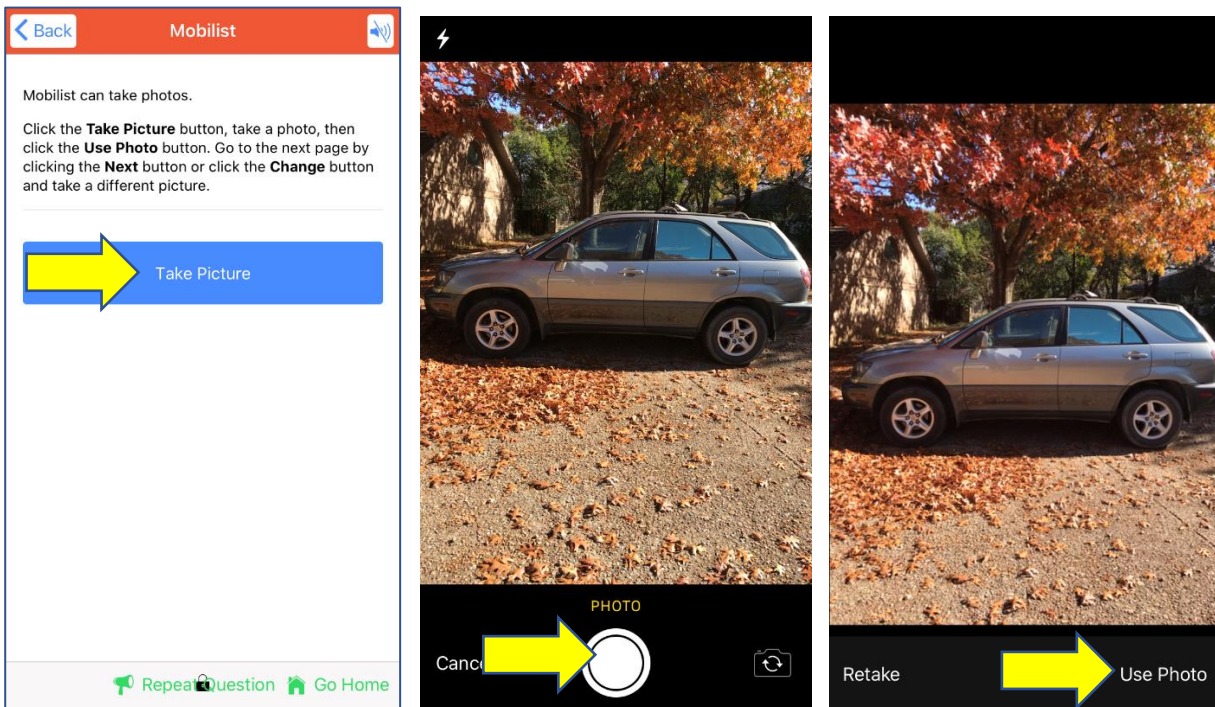 Back
Mobilist
Mobilist can take photos.
Click the Take Picture button, take a photo, then
click the Use Photo button. Go to the next page by
clicking the Next button or click the Change button
and take a different picture.
Take Picture
Repeat Question
Go Home
PHOTO
Retake
Use Photo